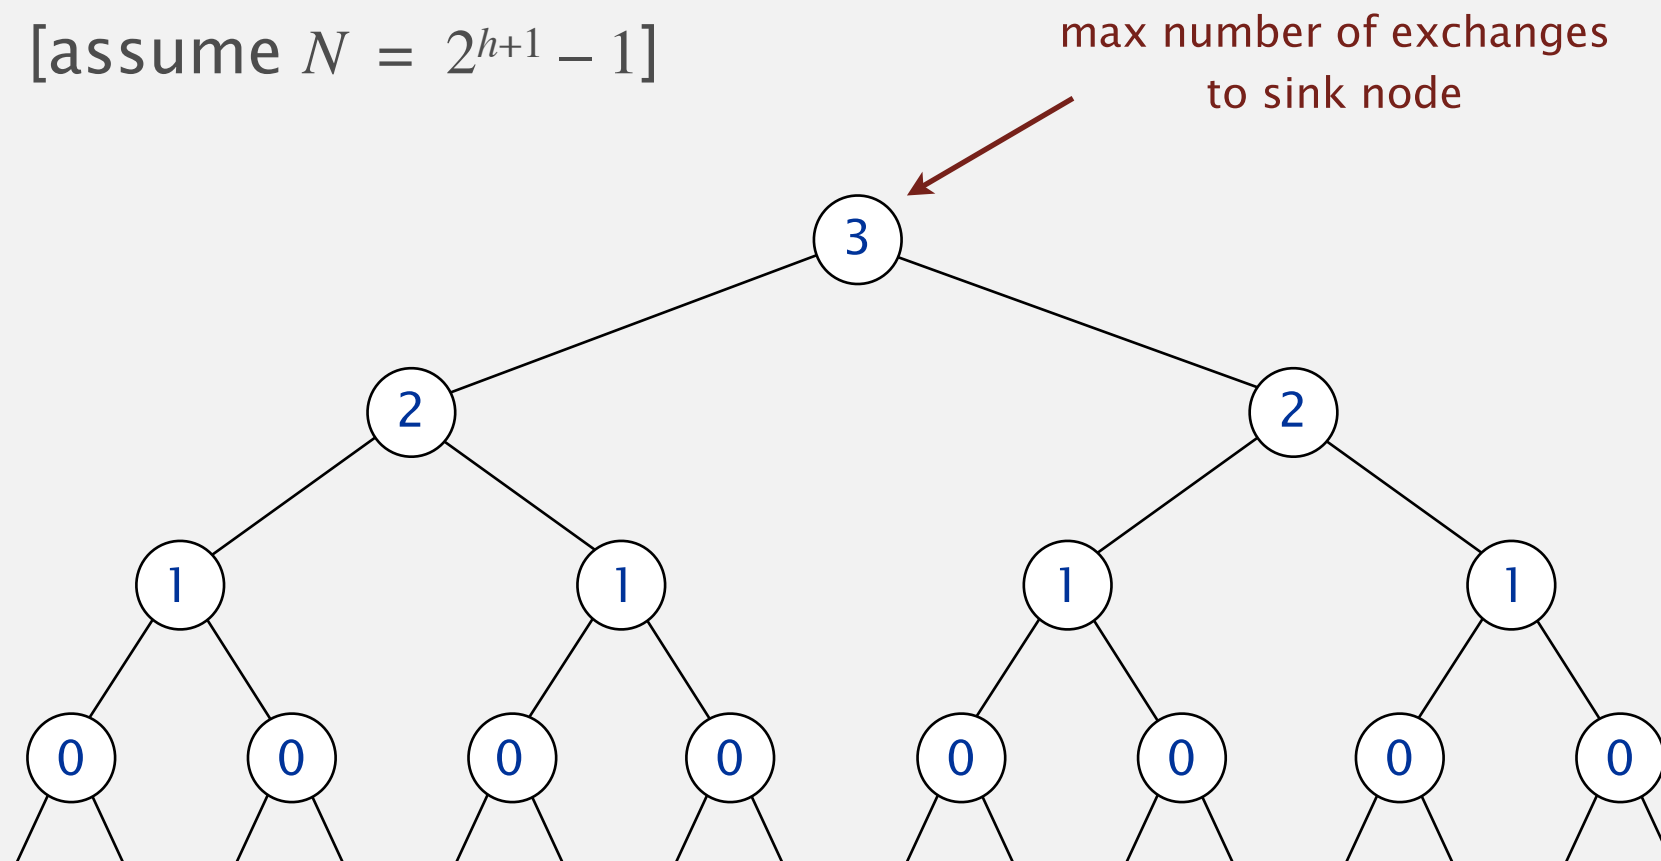 [assume N = 2^{h+1} – 1]
max number of exchanges
to sink node
3
2 2
1 1 1 1
0 0 0 0 0 0 0 0